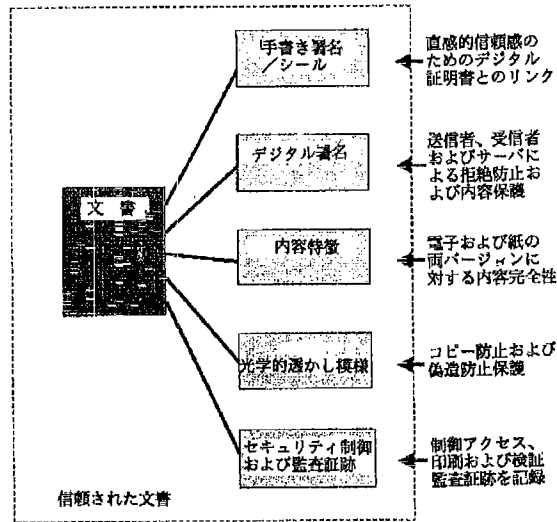 手書き署名
／シール
直感的信頼感の
ためのデジタル
証明書とのリンク
デジタル署名
送信者、受信者
およびサーバに
よる拒絶防止お
よび内容保護
文書
内容特徴
電子および紙の
両バージョンに
対する内容完全性
光学的透かし模様
コピー防止および
偽造防止保護
セキュリティ制御
および監査証跡
制御アクセス、
印刷および検証
監査証跡を記録
信頼された文書